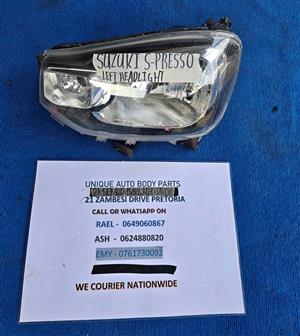 SUZUKI S-PRESSO
LEFT HEADLIGHT
UNIQUE AUTO BODY PARTS
21 ZAMBESI DRIVE PRETORIA
CALL OR WHATSAPP ON
RAEL - 0649060867
ASH - 0624880820
EMY - 0761730092
WE COURIER NATIONWIDE